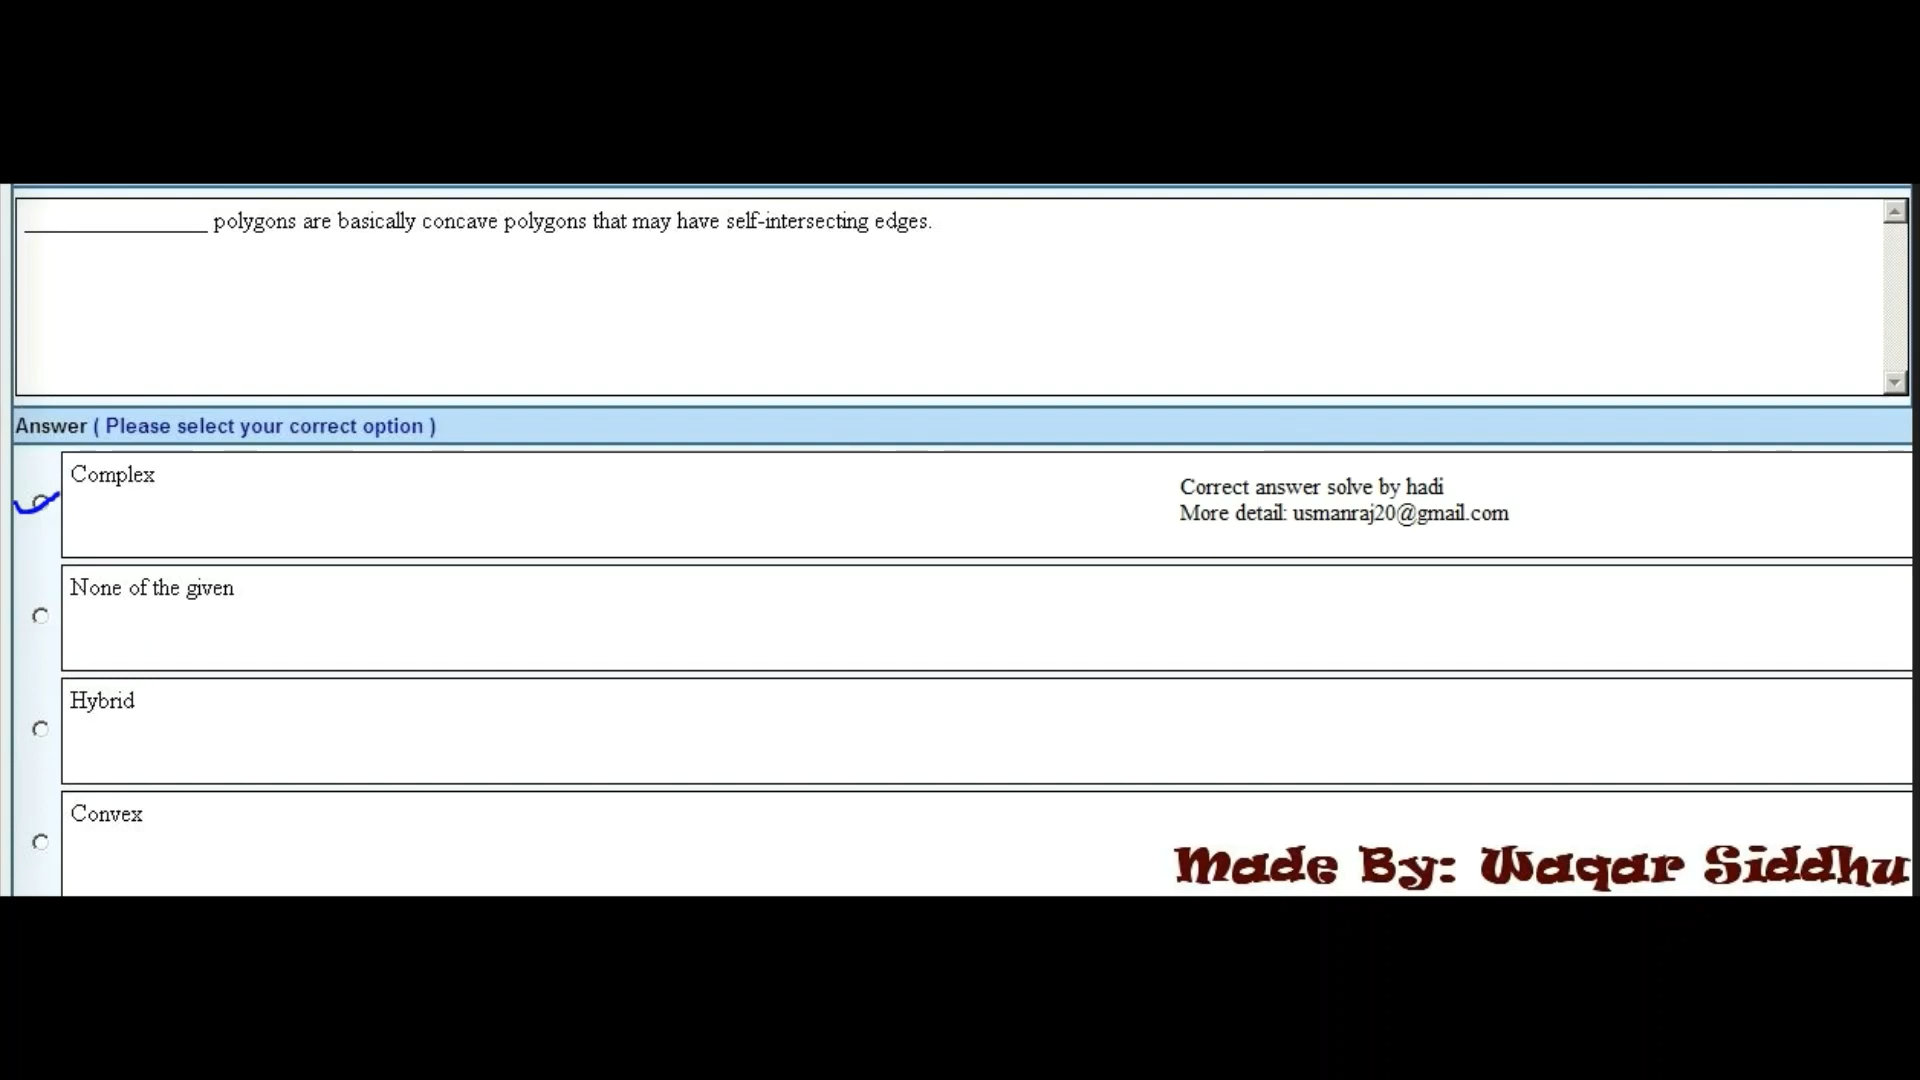 _______________ polygons are basically concave polygons that may have self-intersecting edges.
Answer ( Please select your correct option )
Complex
Correct answer solve by hadi
More detail: usmanraj20@gmail.com
None of the given
Hybrid
Convex
Made By: Waqar Siddhu